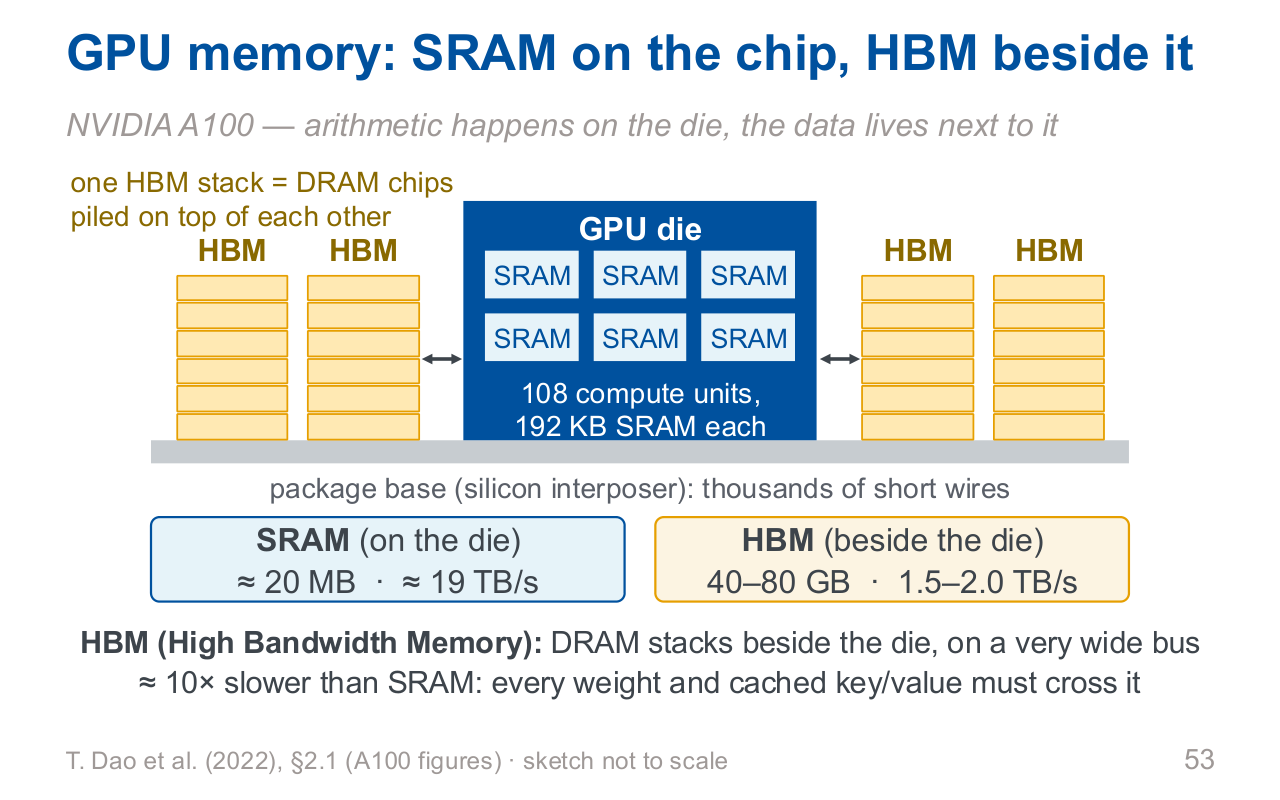 GPU memory: SRAM on the chip, HBM beside it
NVIDIA A100 — arithmetic happens on the die, the data lives next to it
one HBM stack = DRAM chips
piled on top of each other
HBM HBM
GPU die
SRAM SRAM SRAM
SRAM SRAM SRAM
108 compute units,
192 KB SRAM each
HBM HBM
package base (silicon interposer): thousands of short wires
SRAM (on the die)
≈ 20 MB · ≈ 19 TB/s
HBM (beside the die)
40–80 GB · 1.5–2.0 TB/s
HBM (High Bandwidth Memory): DRAM stacks beside the die, on a very wide bus
≈ 10× slower than SRAM: every weight and cached key/value must cross it
T. Dao et al. (2022), §2.1 (A100 figures) · sketch not to scale
53